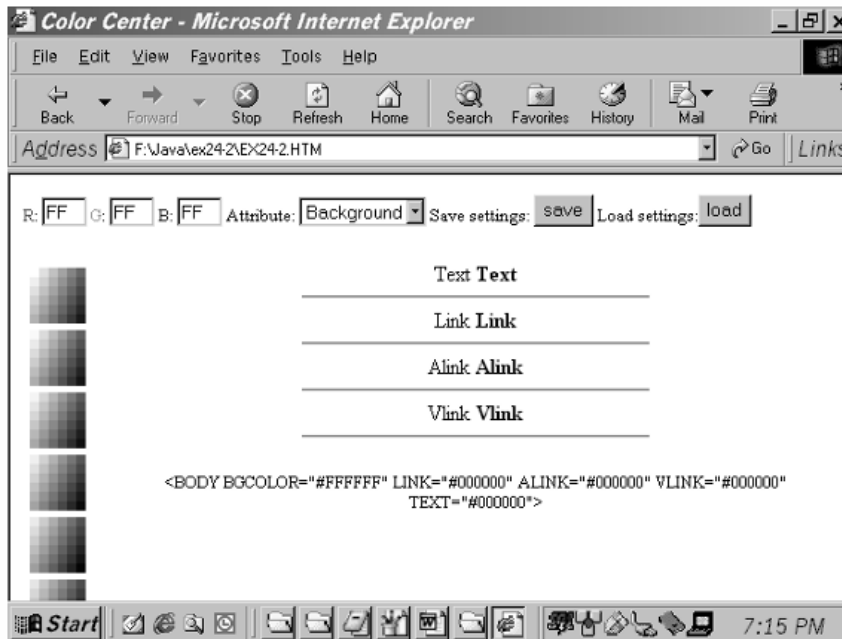 Color Center - Microsoft Internet Explorer
File Edit View Favorites Tools Help
Back Forward Stop Refresh Home Search Favorites History Mail Print
Address F:\Java\ex24-2\EX24-2.HTM Go Links
R: FF G: FF B: FF Attribute: Background Save settings: save Load settings: load
Text Text
Link Link
Alink Alink
Vlink Vlink
<BODY BGCOLOR="#FFFFFF" LINK="#000000" ALINK="#000000" VLINK="#000000"
TEXT="#000000">
Start 7:15 PM